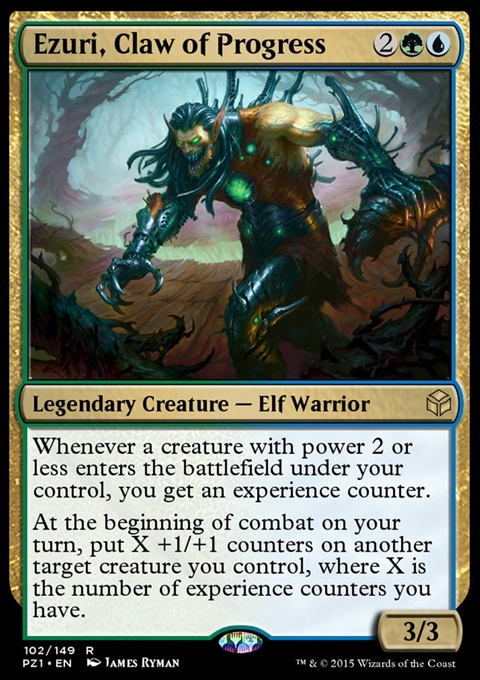 Ezuri, Claw of Progress 2
Legendary Creature — Elf Warrior
Whenever a creature with power 2 or
less enters the battlefield under your
control, you get an experience counter.
At the beginning of combat on your
turn, put X +1/+1 counters on another
target creature you control, where X is
the number of experience counters you
have.
3/3
102/149 R
PZ1 • EN James Ryman
™ & © 2015 Wizards of the Coast